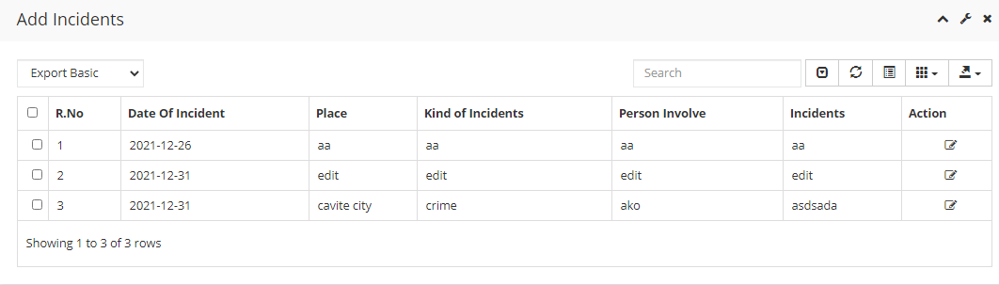 Add Incidents
Export Basic
Search
R.No Date Of Incident Place Kind of Incidents Person Involve Incidents Action
1 2021-12-26 aa aa aa aa
2 2021-12-31 edit edit edit edit
3 2021-12-31 cavite city crime ako asdsada
Showing 1 to 3 of 3 rows